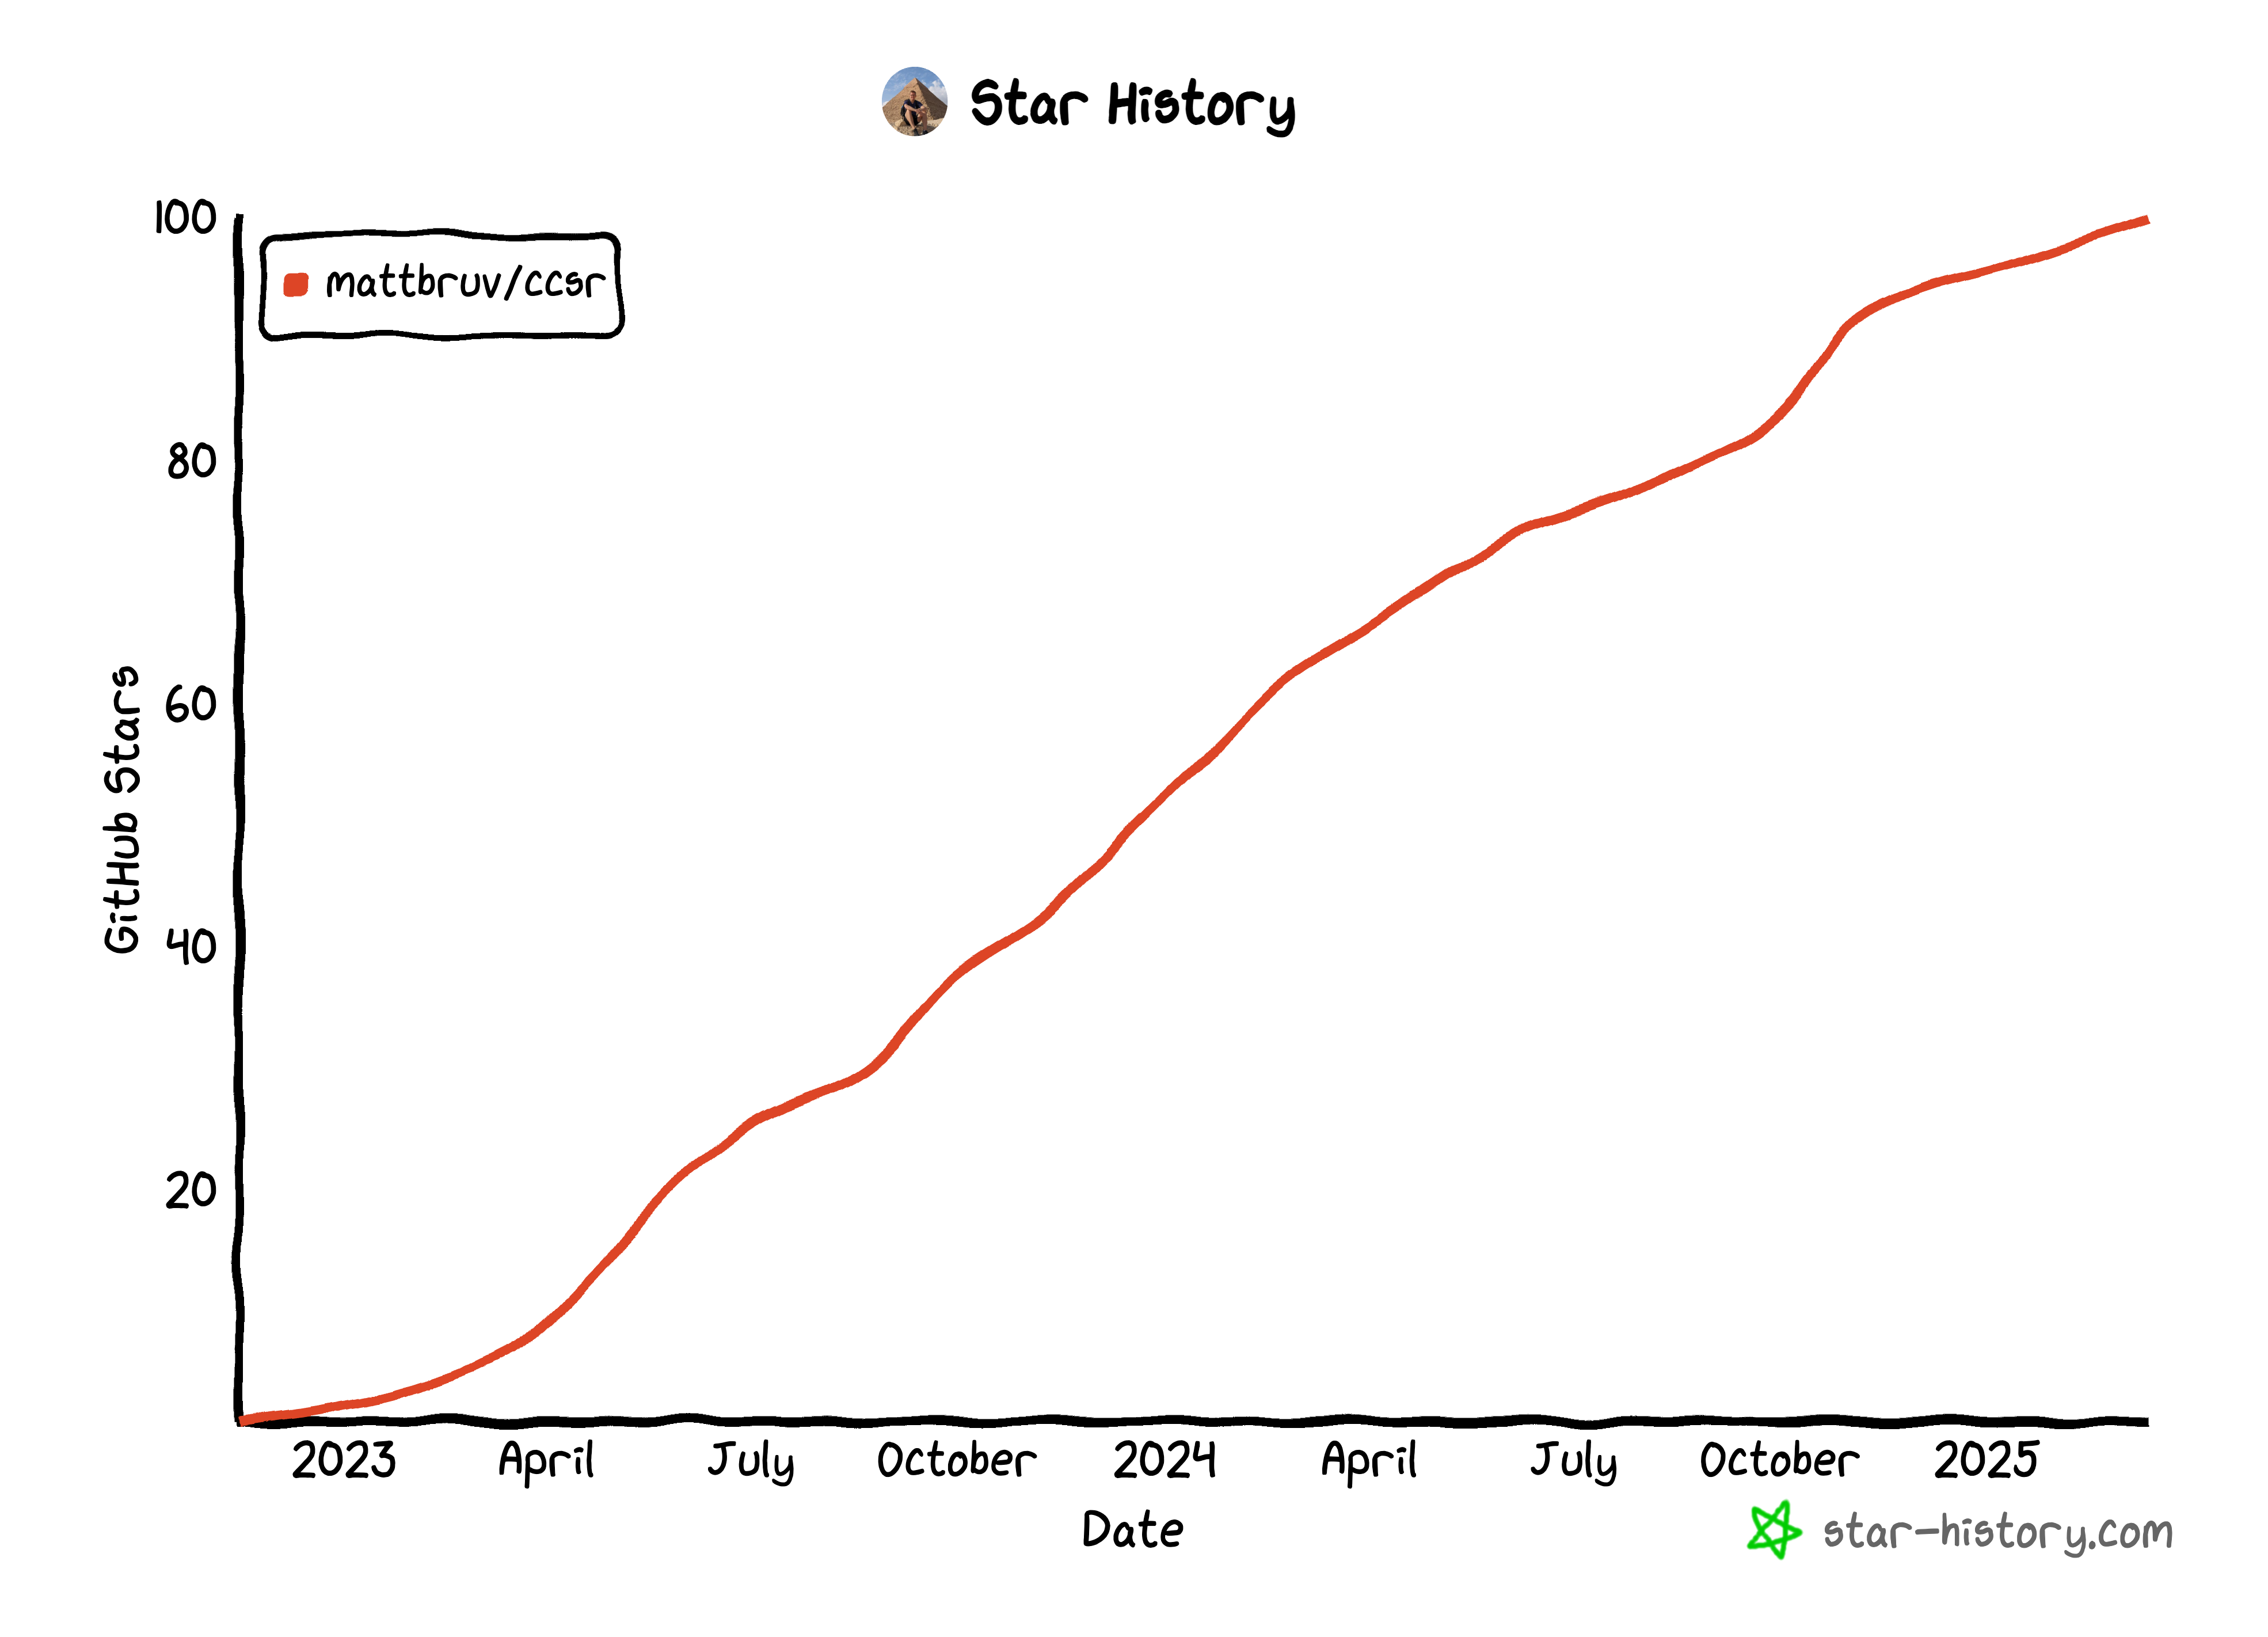 Star History
mattbruv/ccsr
100
80
60
40
20
GitHub Stars
2023 April July October 2024 April July October 2025
Date
star-history.com